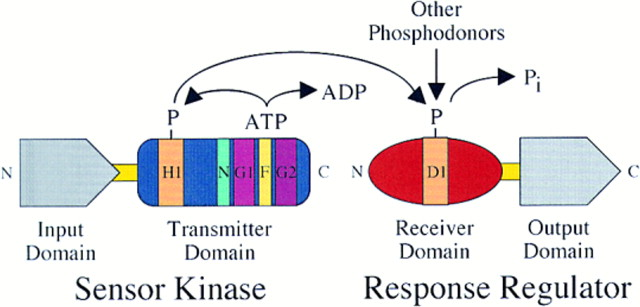 Other
Phosphodonors
P ATP ADP P Pi
N H1 N G1 F G2 C N D1 C
Input Domain
Transmitter Domain
Receiver Domain
Output Domain
Sensor Kinase
Response Regulator